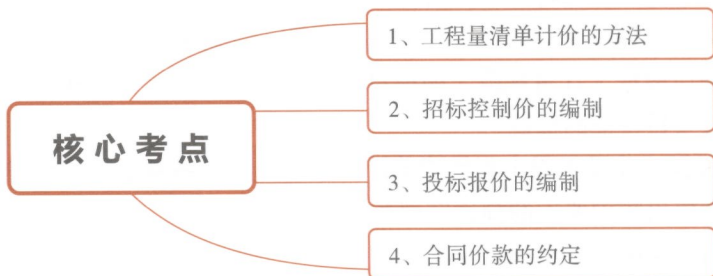 核心考点
1、工程量清单计价的方法
2、招标控制价的编制
3、投标报价的编制
4、合同价款的约定